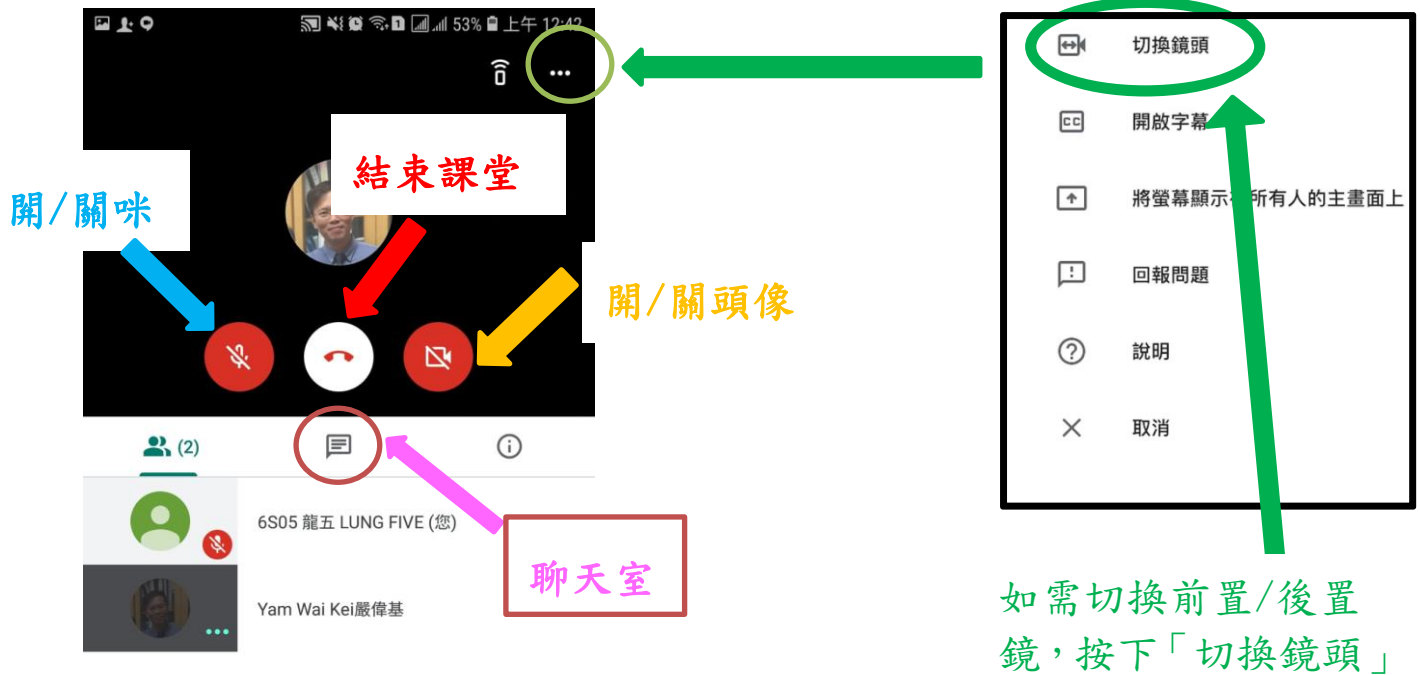 53% 上午 12:42
結束課堂
開/關咪
開/關頭像
(2)
6S05 龍五 LUNG FIVE (您)
Yam Wai Kei嚴偉基
聊天室
切換鏡頭
CC 開啟字幕
將螢幕顯示 所有人的主畫面上
回報問題
說明
取消
如需切換前置/後置
鏡，按下「切換鏡頭」